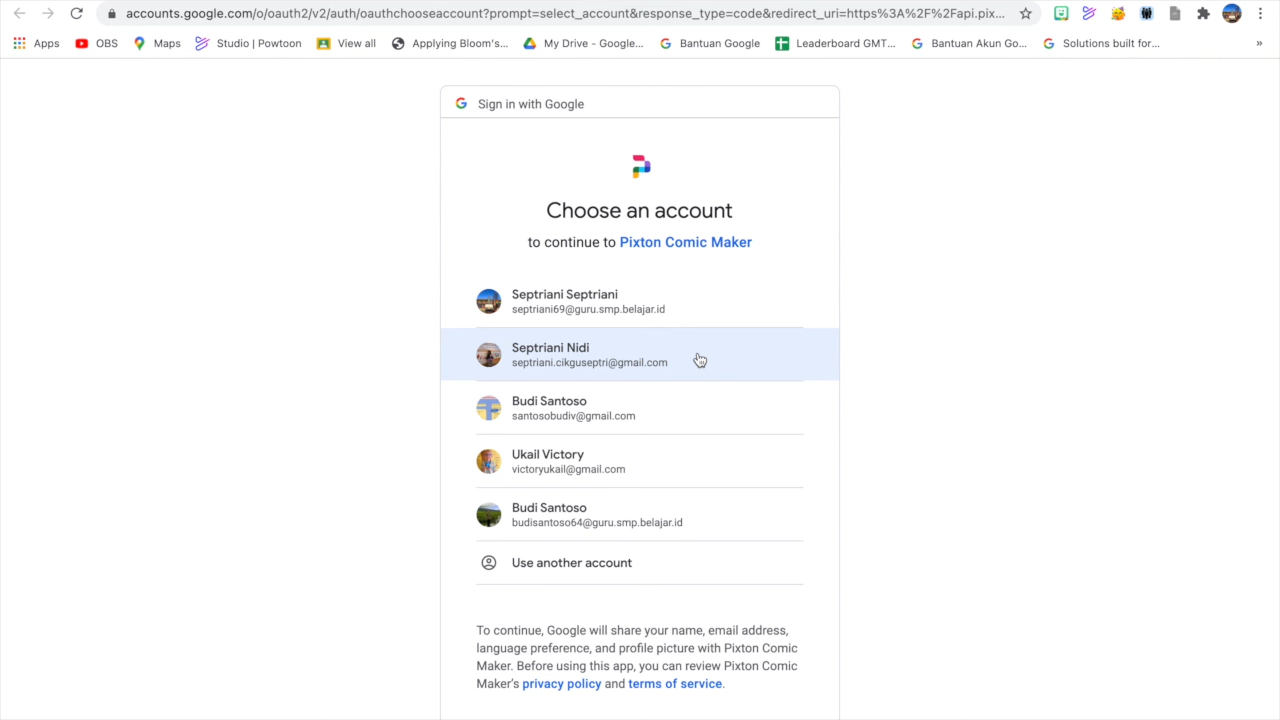 accounts.google.com/o/oauth2/v2/auth/oauthchooseaccount?prompt=select_account&response_type=code&redirect_uri=https%3A%2F%2Fapi.pix...
Apps OBS Maps Studio | Powtoon View all Applying Bloom's... My Drive - Google... Bantuan Google Leaderboard GMT... Bantuan Akun Go... Solutions built for... »
Sign in with Google
Choose an account
to continue to Pixton Comic Maker
Septriani Septriani
septriani69@guru.smp.belajar.id
Septriani Nidi
septriani.cikguseptri@gmail.com
Budi Santoso
santosobudiv@gmail.com
Ukail Victory
victoryukail@gmail.com
Budi Santoso
budisantoso64@guru.smp.belajar.id
Use another account
To continue, Google will share your name, email address,
language preference, and profile picture with Pixton Comic
Maker. Before using this app, you can review Pixton Comic
Maker's privacy policy and terms of service.